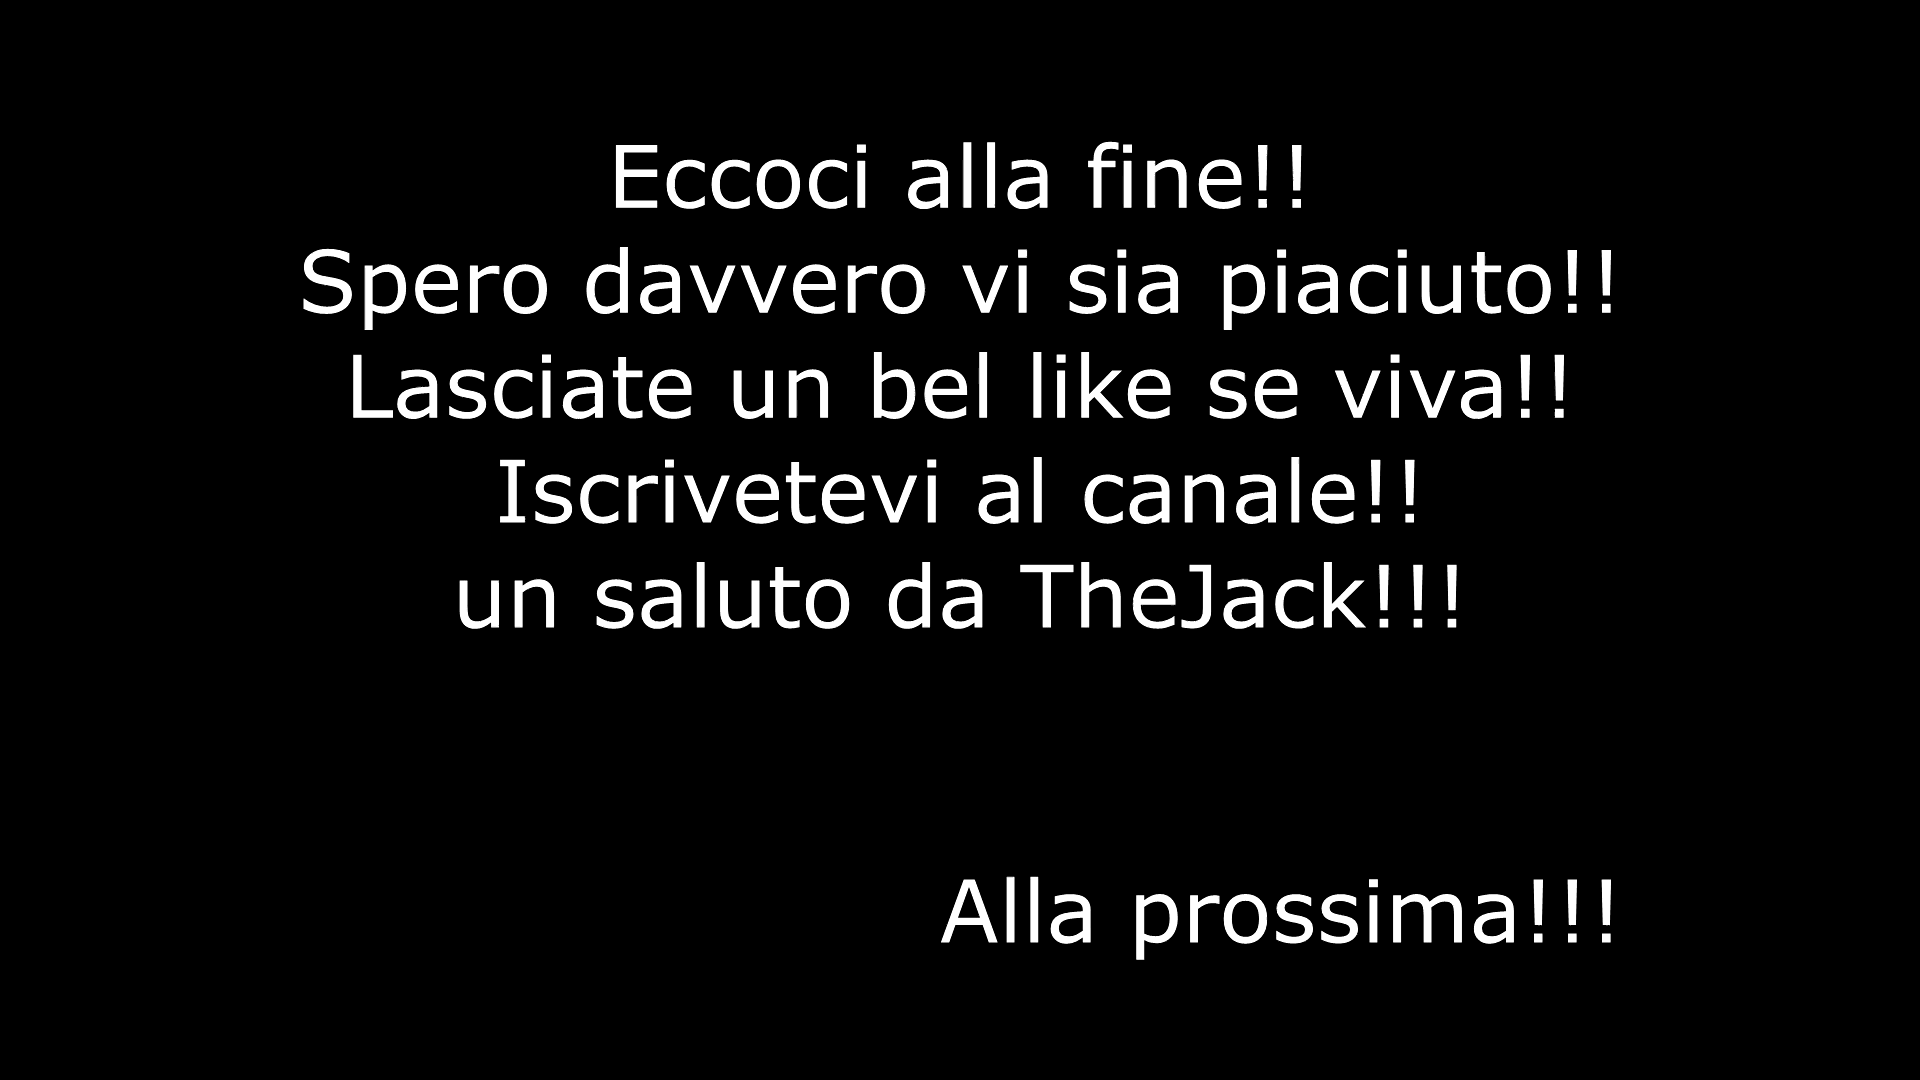 Eccoci alla fine!!
Spero davvero vi sia piaciuto!!
Lasciate un bel like se viva!!
Iscrivetevi al canale!!
un saluto da TheJack!!!
Alla prossima!!!